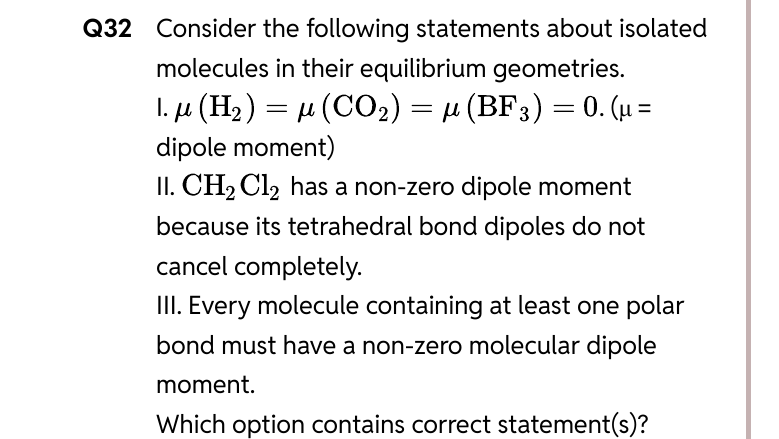 Q32 Consider the following statements about isolated
molecules in their equilibrium geometries.
I. μ (H₂) = μ (CO₂) = μ (BF₃) = 0. (μ =
dipole moment)
II. CH₂Cl₂ has a non-zero dipole moment
because its tetrahedral bond dipoles do not
cancel completely.
III. Every molecule containing at least one polar
bond must have a non-zero molecular dipole
moment.
Which option contains correct statement(s)?